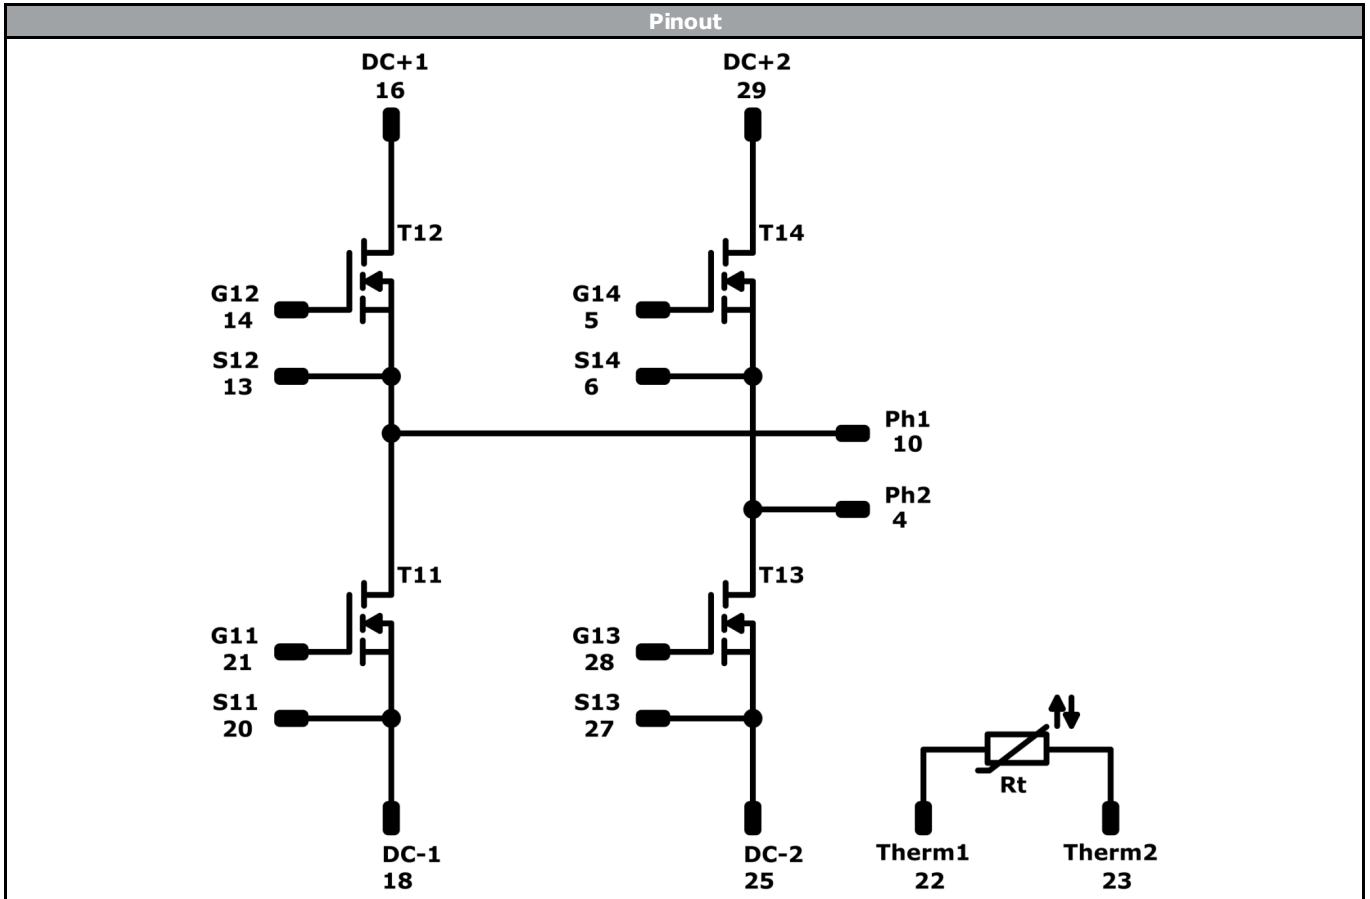 Pinout
DC+1
16
DC+2
29
T12
T14
G12
14
G14
5
S12
13
S14
6
Ph1
10
Ph2
4
T11
T13
G11
21
G13
28
S11
20
S13
27
Rt
DC-1
18
DC-2
25
Therm1
22
Therm2
23